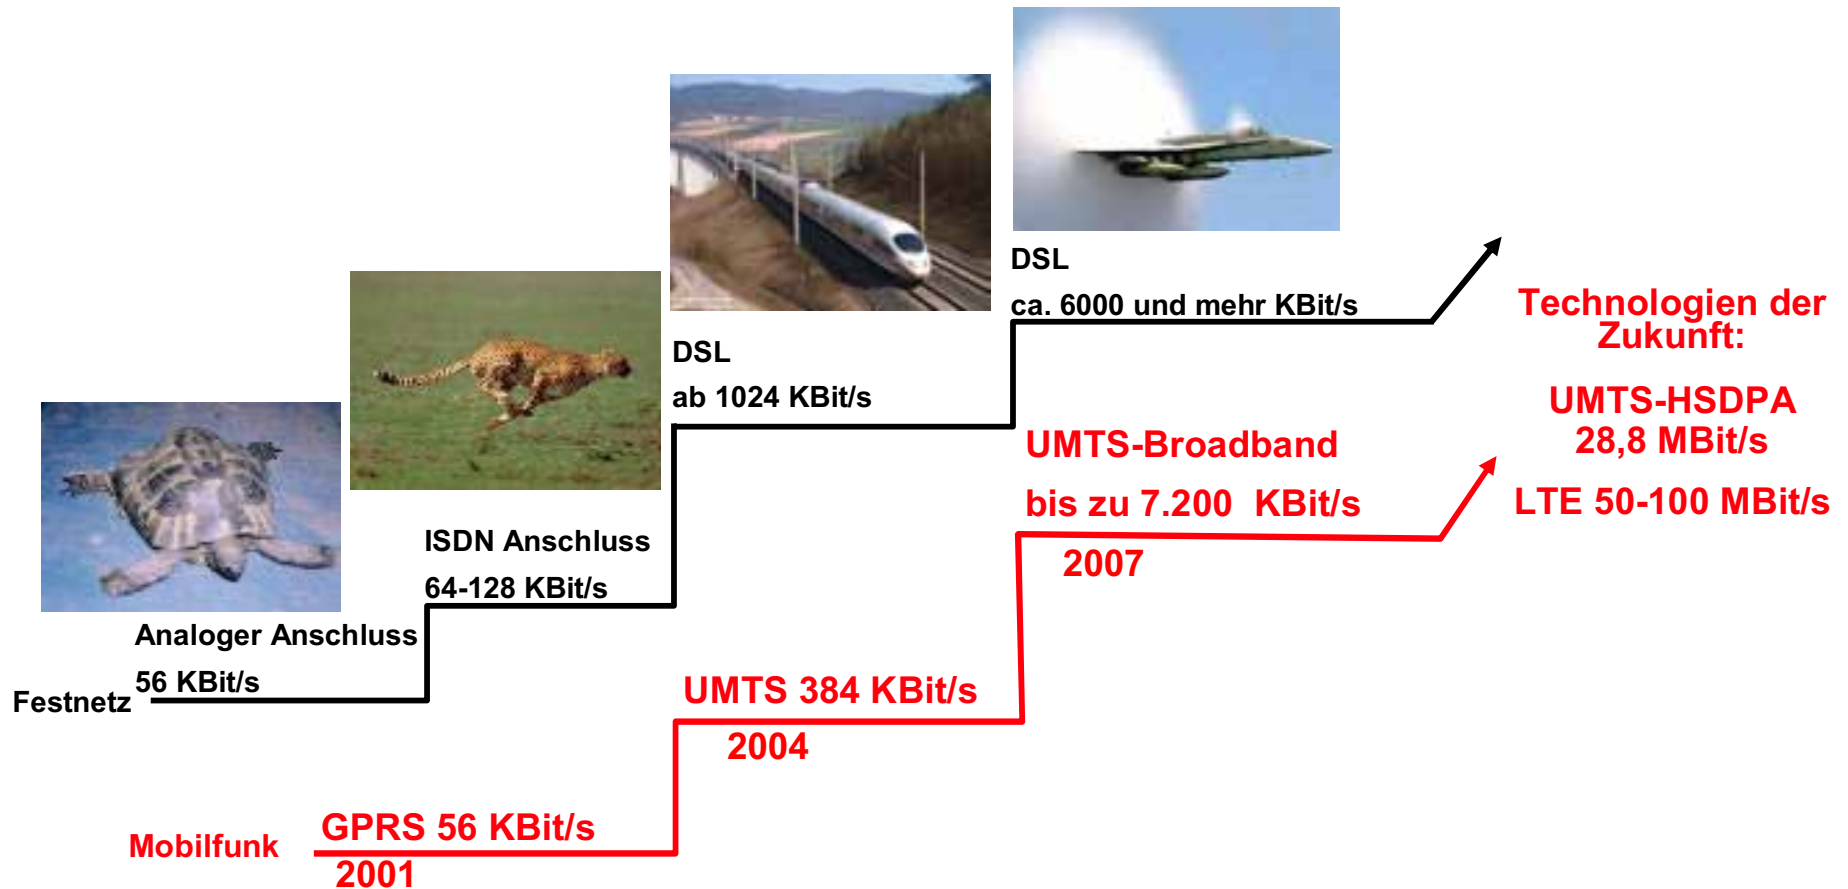 DSL
ca. 6000 und mehr KBit/s
Technologien der
Zukunft:
DSL
ab 1024 KBit/s
UMTS-HSDPA
28,8 MBit/s
UMTS-Broadband
bis zu 7.200 KBit/s
LTE 50-100 MBit/s
2007
ISDN Anschluss
64-128 KBit/s
Analoger Anschluss
56 KBit/s
Festnetz
UMTS 384 KBit/s
2004
GPRS 56 KBit/s
Mobilfunk
2001